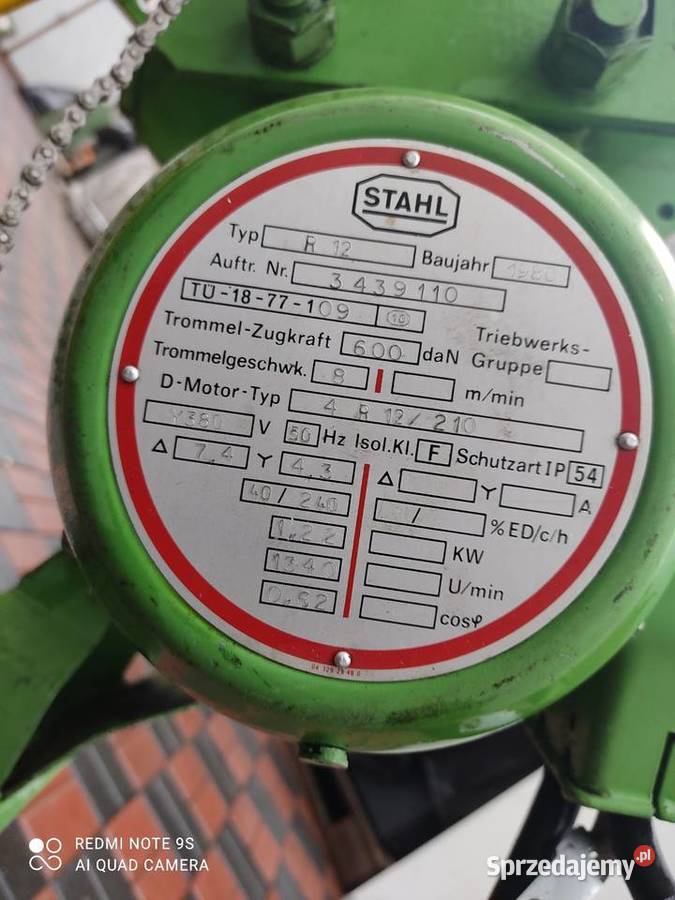 STAHL
Typ R 12 Baujahr 1980
Auftr. Nr. 3439110
TÜ-18-77-109 10
Trommel-Zugkraft 600 daN Triebwerks-Gruppe
Trommelgeschwk. 8 m/min
D-Motor-Typ 4 R 12/210
Y380 V 50 Hz Isol.Kl. F Schutzart IP 54
Δ 7,4 Y 4,3 Δ Y A
40/240 / %ED/c/h
1,22 KW
1340 U/min
0,62 cosφ
REDMI NOTE 9S
AI QUAD CAMERA
Sprzedajemy.pl